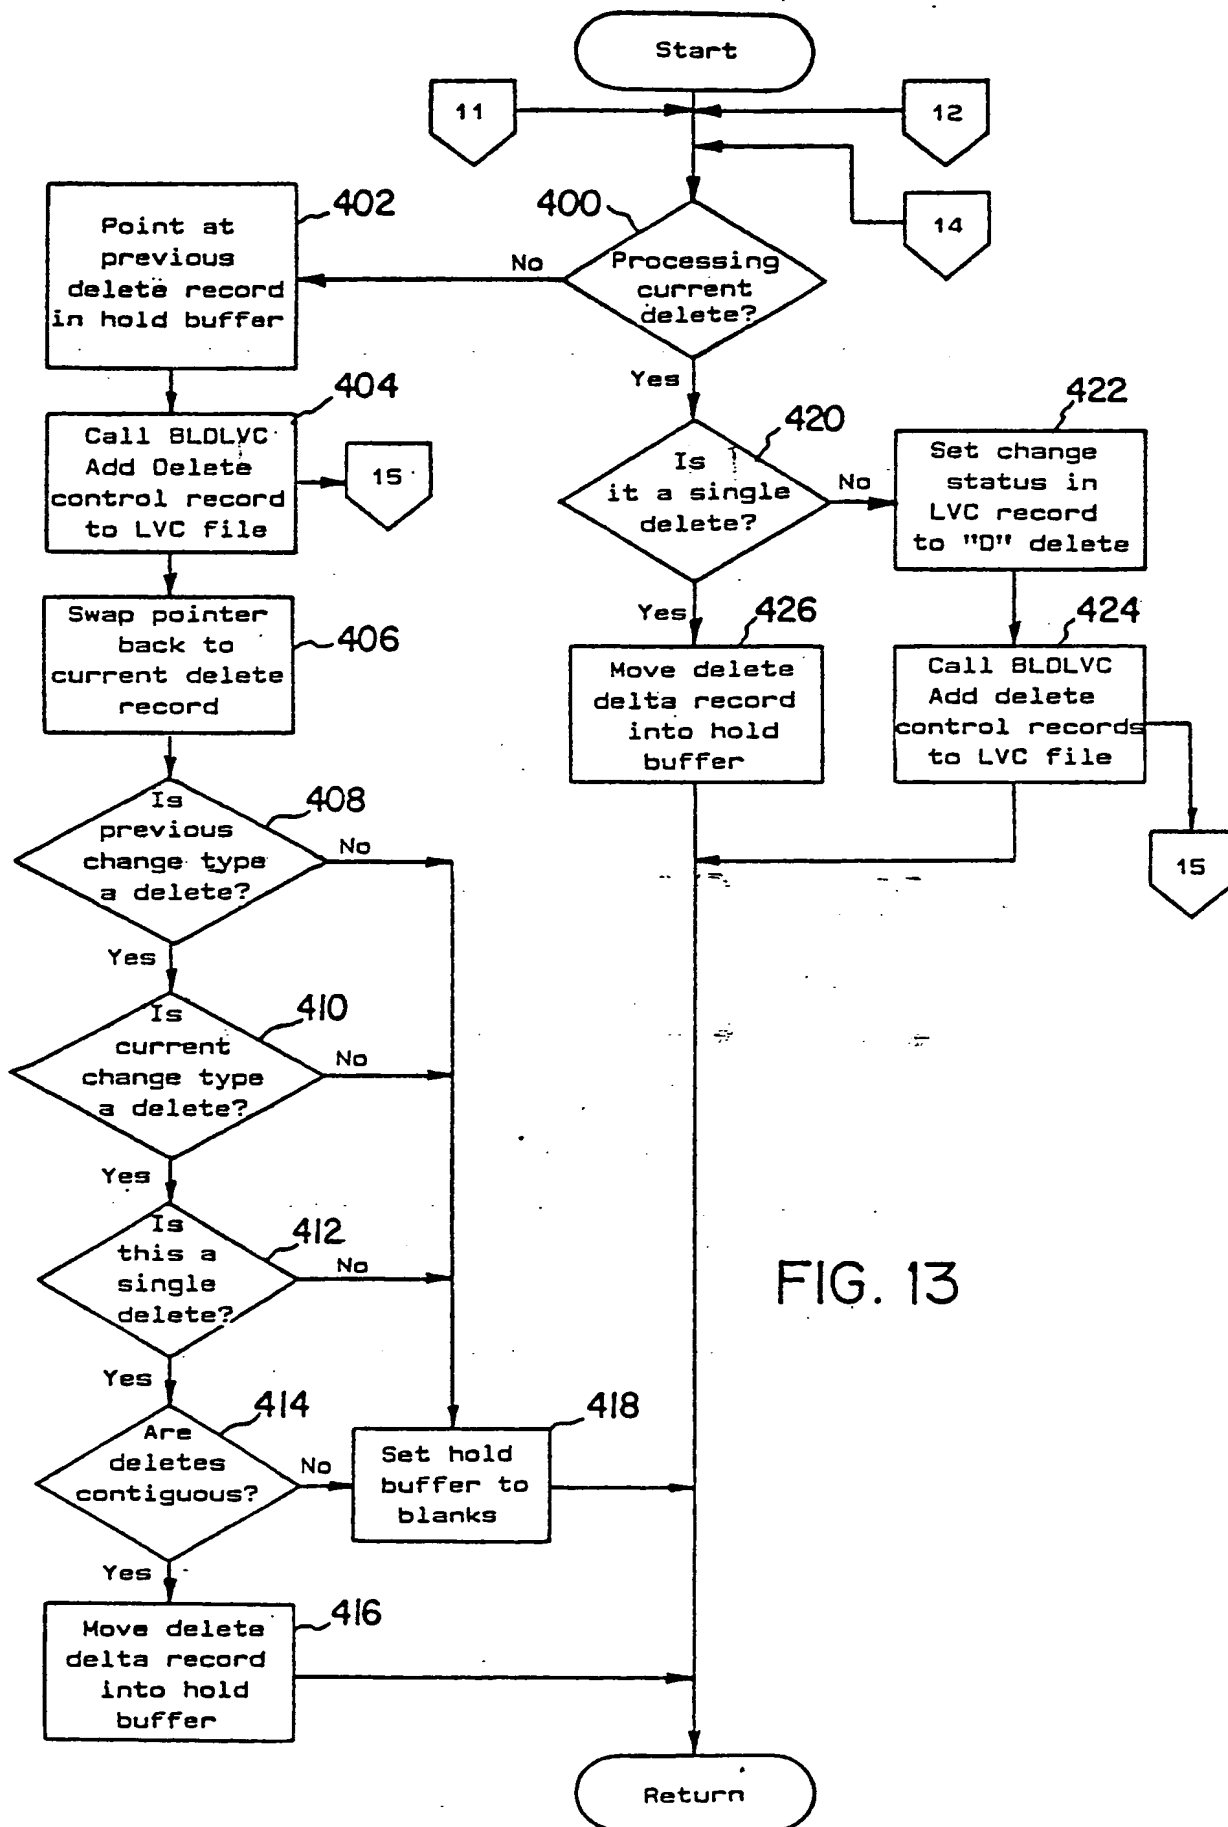 Start
11
12
14
400
Processing
current
delete?
No
Yes
402
Point at
previous
delete record
in hold buffer
404
Call BLDLVC
Add Delete
control record
to LVC file
15
406
Swap pointer
back to
current delete
record
408
Is
previous
change type
a delete?
No
Yes
410
Is
current
change type
a delete?
No
Yes
412
Is
this a
single
delete?
No
Yes
414
Are
deletes
contiguous?
No
Yes
416
Move delete
delta record
into hold
buffer
418
Set hold
buffer to
blanks
420
Is
it a single
delete?
No
Yes
422
Set change
status in
LVC record
to "D" delete
424
Call BLDLVC
Add delete
control records
to LVC file
15
426
Move delete
delta record
into hold
buffer
Return
FIG. 13